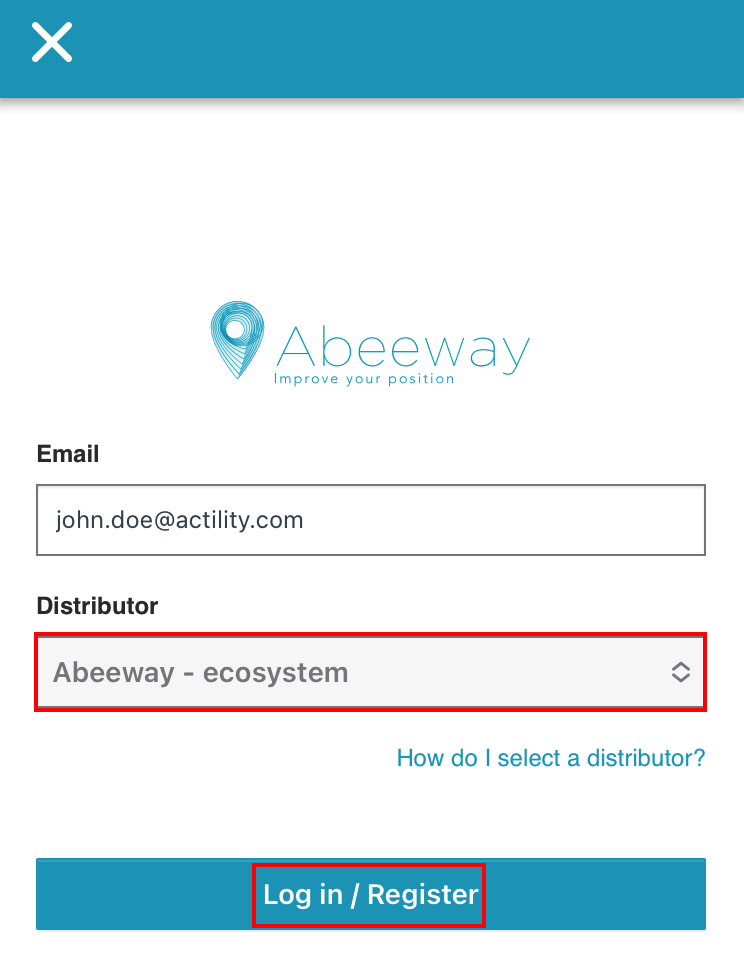 Abeeway
Improve your position
Email
john.doe@actility.com
Distributor
Abeeway - ecosystem
How do I select a distributor?
Log in / Register